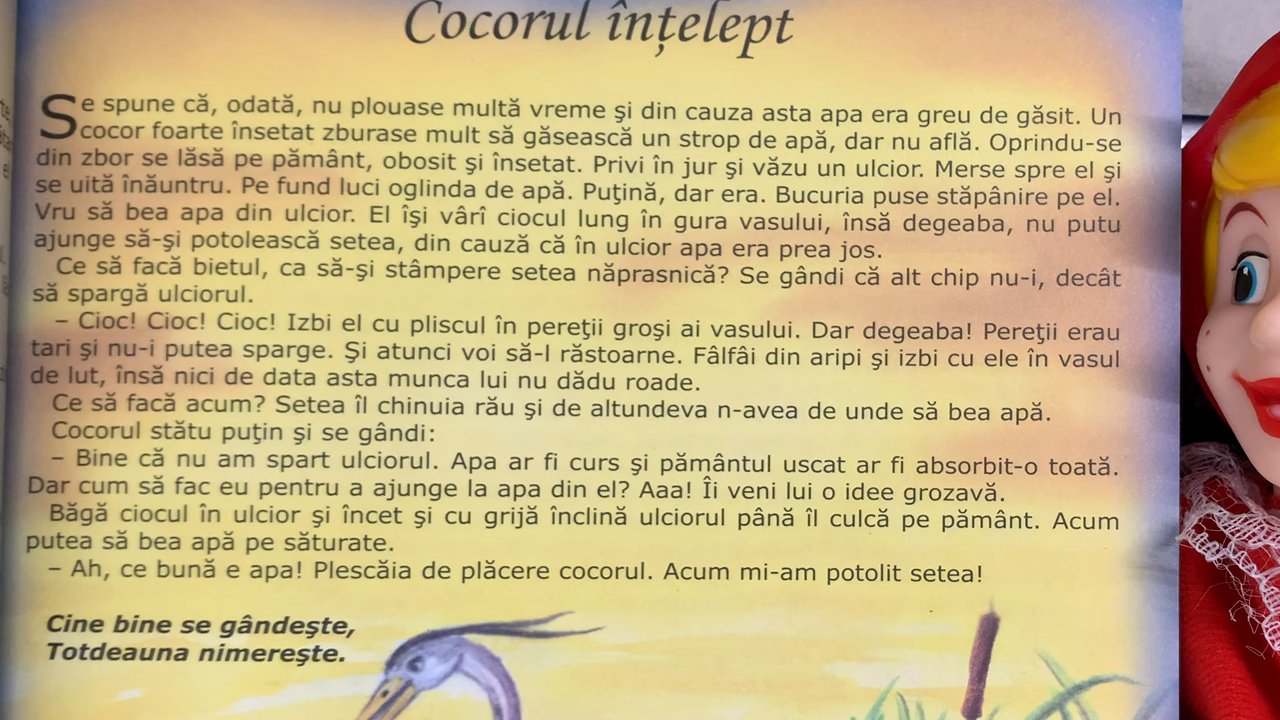 Cocorul înțelept
Se spune că, odată, nu plouase multă vreme şi din cauza asta apa era greu de găsit. Un
cocor foarte însetat zburase mult să găsească un strop de apă, dar nu află. Oprindu-se
din zbor se lăsă pe pământ, obosit şi însetat. Privi în jur şi văzu un ulcior. Merse spre el şi
se uită înăuntru. Pe fund luci oglinda de apă. Puţină, dar era. Bucuria puse stăpânire pe el.
Vru să bea apa din ulcior. El îşi vârî ciocul lung în gura vasului, însă degeaba, nu putu
ajunge să-şi potolească setea, din cauză că în ulcior apa era prea jos.
Ce să facă bietul, ca să-şi stâmpere setea năprasnică? Se gândi că alt chip nu-i, decât
să spargă ulciorul.
– Cioc! Cioc! Cioc! Izbi el cu pliscul în pereţii groşi ai vasului. Dar degeaba! Pereţii erau
tari şi nu-i putea sparge. Şi atunci voi să-l răstoarne. Fâlfâi din aripi şi izbi cu ele în vasul
de lut, însă nici de data asta munca lui nu dădu roade.
Ce să facă acum? Setea îl chinuia rău şi de altundeva n-avea de unde să bea apă.
Cocorul stătu puţin şi se gândi:
– Bine că nu am spart ulciorul. Apa ar fi curs şi pământul uscat ar fi absorbit-o toată.
Dar cum să fac eu pentru a ajunge la apa din el? Aaa! Îi veni lui o idee grozavă.
Băgă ciocul în ulcior şi încet şi cu grijă înclină ulciorul până îl culcă pe pământ. Acum
putea să bea apă pe săturate.
– Ah, ce bună e apa! Plescăia de plăcere cocorul. Acum mi-am potolit setea!
Cine bine se gândeşte,
Totdeauna nimereşte.